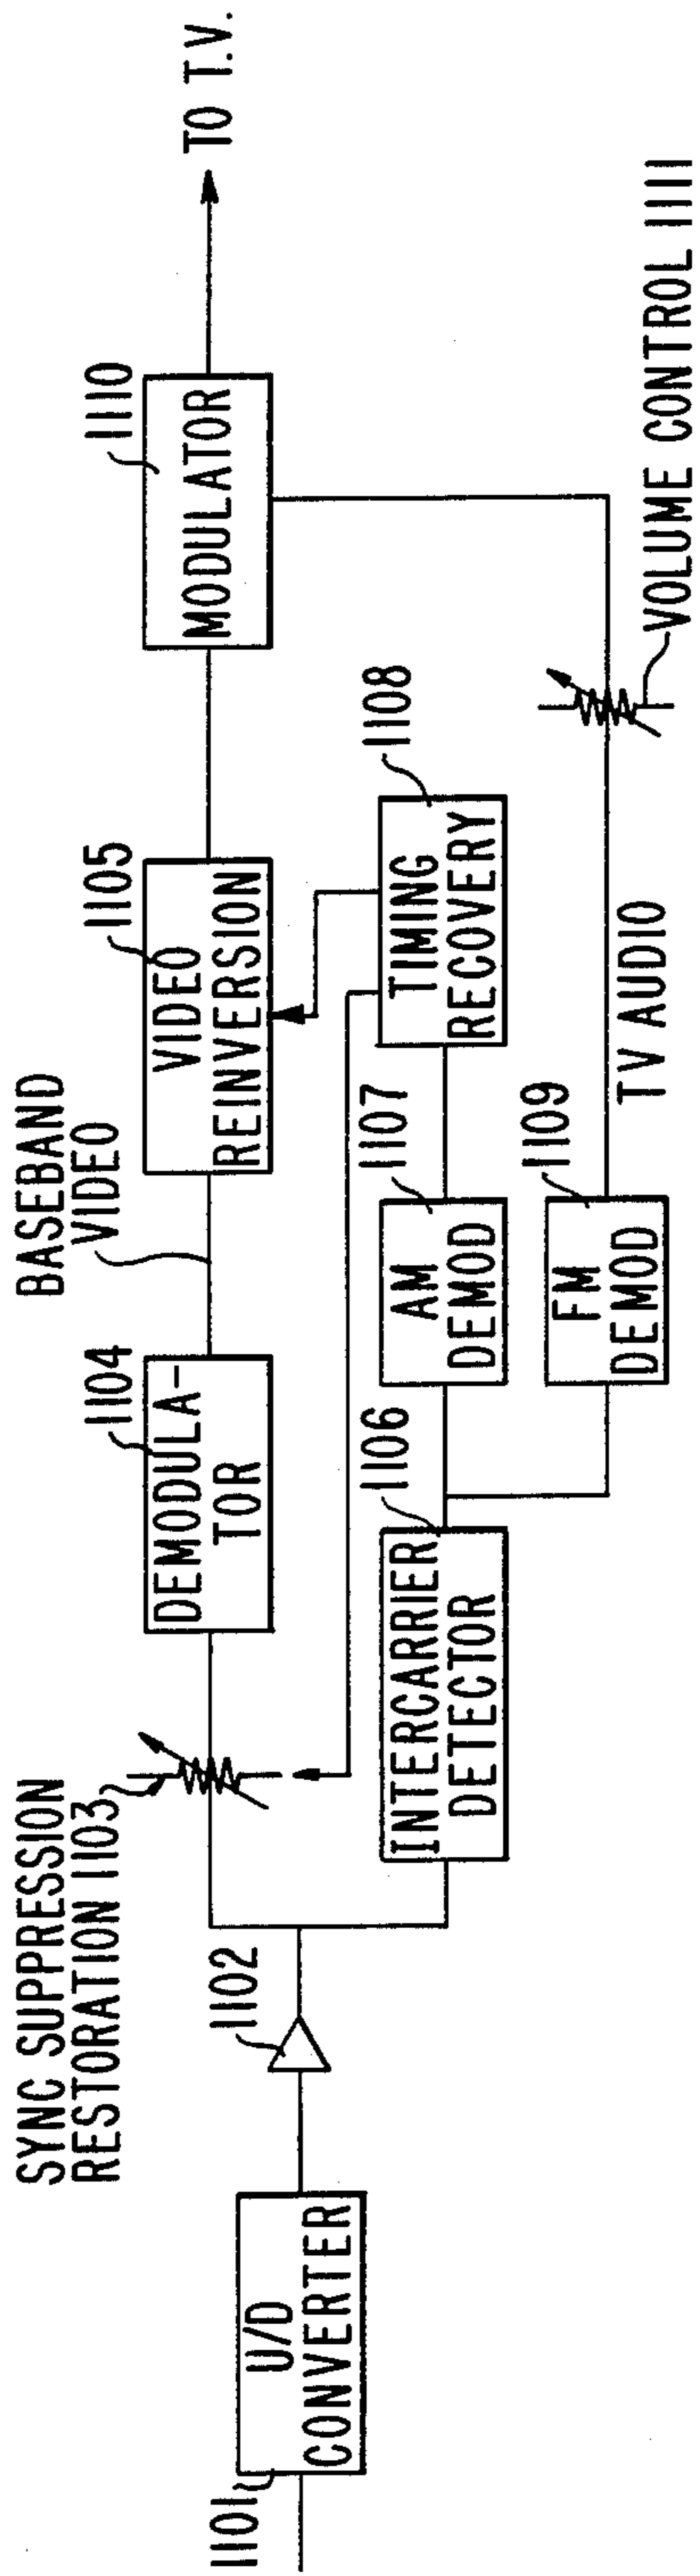 1101
U/D
CONVERTER
1102
SYNC SUPPRESSION
RESTORATION 1103
1104
DEMODULA-
TOR
BASEBAND
VIDEO
1105
VIDEO
REINVERSION
1110
MODULATOR
TO T.V.
1106
INTERCARRIER
DETECTOR
1107
AM
DEMOD
1108
TIMING
RECOVERY
1109
FM
DEMOD
TV AUDIO
VOLUME CONTROL 1111